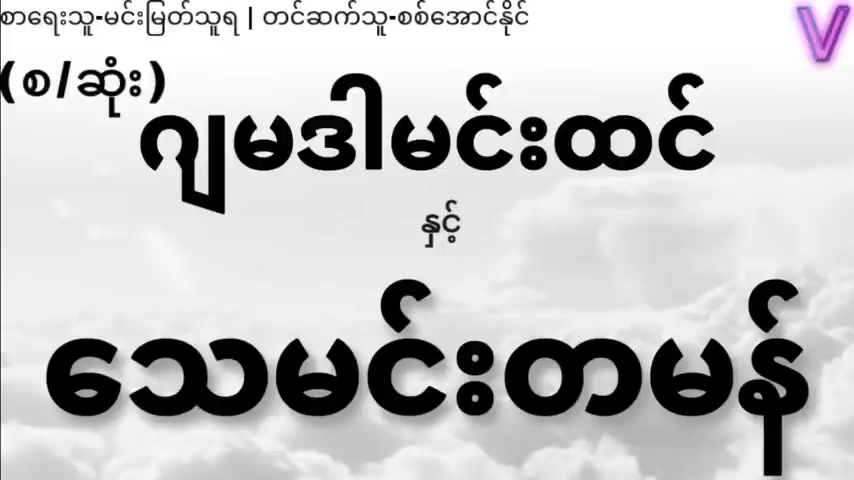 စာရေးသူ-မင်းမြတ်သူရ | တင်ဆက်သူ-စစ်အောင်နိုင်
V
(စ/ဆုံး)
ဂျမဒါမင်းထင်
နှင့်
သေမင်းတမန်